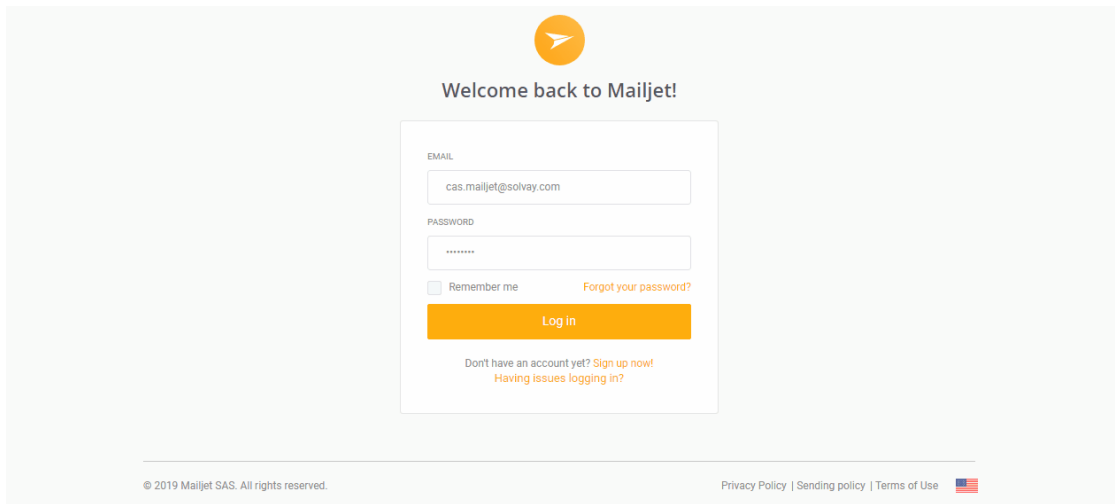 Welcome back to Mailjet!
EMAIL
cas.mailjet@solvay.com
PASSWORD
••••••••
Remember me Forgot your password?
Log in
Don't have an account yet? Sign up now!
Having issues logging in?
© 2019 Mailjet SAS. All rights reserved. Privacy Policy | Sending policy | Terms of Use